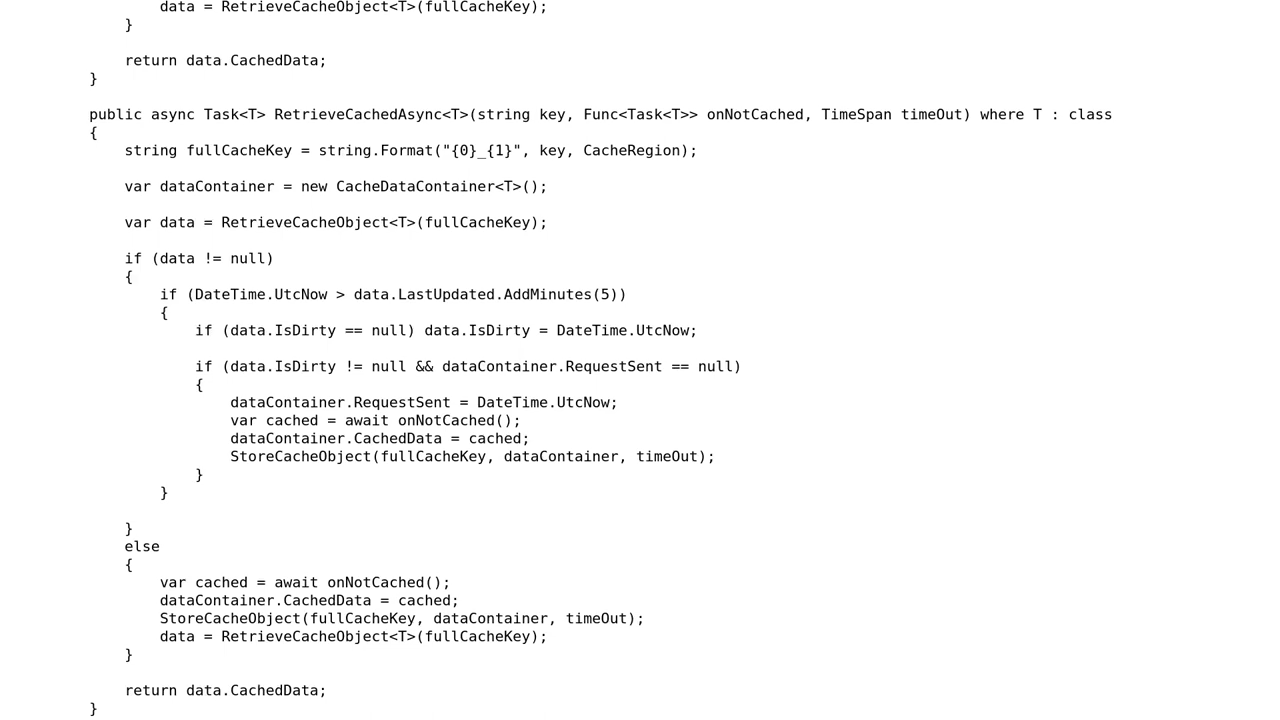 data = RetrieveCacheObject<T>(fullCacheKey);
}
return data.CachedData;
}
public async Task<T> RetrieveCachedAsync<T>(string key, Func<Task<T>> onNotCached, TimeSpan timeOut) where T : class
{
string fullCacheKey = string.Format("{0}_{1}", key, CacheRegion);
var dataContainer = new CacheDataContainer<T>();
var data = RetrieveCacheObject<T>(fullCacheKey);
if (data != null)
{
if (DateTime.UtcNow > data.LastUpdated.AddMinutes(5))
{
if (data.IsDirty == null) data.IsDirty = DateTime.UtcNow;
if (data.IsDirty != null && dataContainer.RequestSent == null)
{
dataContainer.RequestSent = DateTime.UtcNow;
var cached = await onNotCached();
dataContainer.CachedData = cached;
StoreCacheObject(fullCacheKey, dataContainer, timeOut);
}
}
}
else
{
var cached = await onNotCached();
dataContainer.CachedData = cached;
StoreCacheObject(fullCacheKey, dataContainer, timeOut);
data = RetrieveCacheObject<T>(fullCacheKey);
}
return data.CachedData;
}